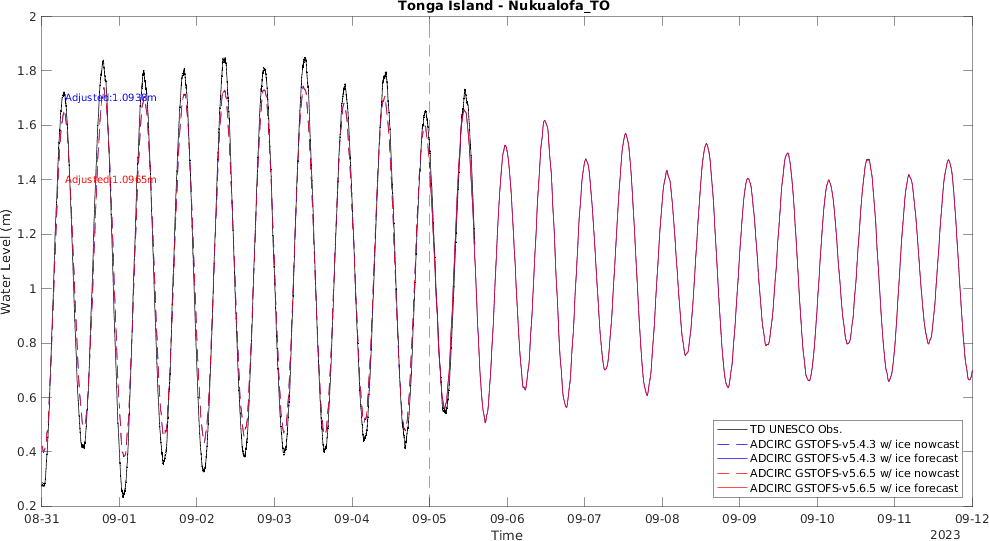 Tonga Island - Nukualofa_TO
2
1.8
Adjusted:1.0938m
1.6
1.4
Adjusted:1.0965m
1.2
Water Level (m)
1
0.8
0.6
0.4
0.2
TD UNESCO Obs.
ADCIRC GSTOFS-v5.4.3 w/ ice nowcast
ADCIRC GSTOFS-v5.4.3 w/ ice forecast
ADCIRC GSTOFS-v5.6.5 w/ ice nowcast
ADCIRC GSTOFS-v5.6.5 w/ ice forecast
08-31 09-01 09-02 09-03 09-04 09-05 09-06 09-07 09-08 09-09 09-10 09-11 09-12
Time
2023